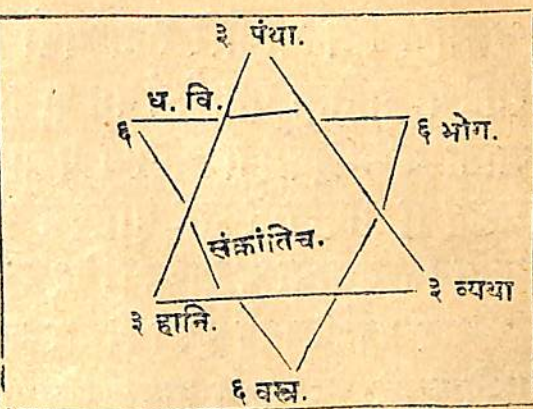 ३ पंथा.
ध. वि.
६
६ भोग.
संक्रांतिच.
३ व्यथा
३ हानि.
६ वस्त्र.